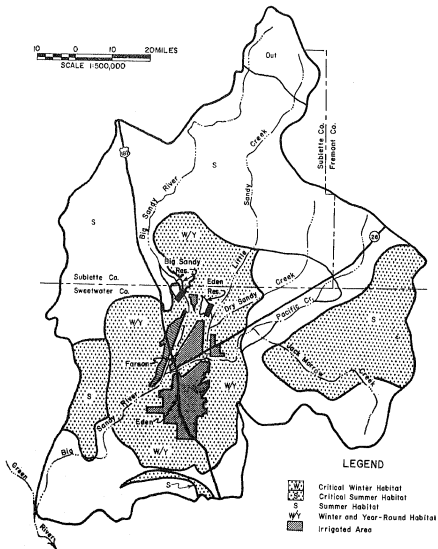 10 0 10 20 MILES
SCALE 1:500,000
Out
Sublette Co.
Fremont Co.
S
Big Sandy River
Little Sandy Creek
28
S
W/Y
Big Sandy Res.
Eden Res.
Sublette Co.
Sweetwater Co.
Dry Sandy Creek
Pacific Cr.
W/Y
S
Farson
Creek
W/Y
S
Eden
Big Sandy River
W/Y
S
Green River
LEGEND
W Critical Winter Habitat
S Critical Summer Habitat
S Summer Habitat
W/Y Winter and Year-Round Habitat
Irrigated Area